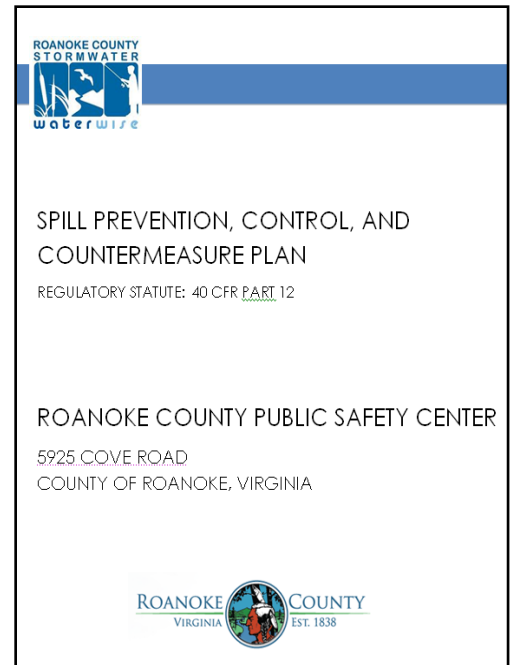 ROANOKE COUNTY
STORMWATER
waterwise
SPILL PREVENTION, CONTROL, AND
COUNTERMEASURE PLAN
REGULATORY STATUTE: 40 CFR PART 12
ROANOKE COUNTY PUBLIC SAFETY CENTER
5925 COVE ROAD
COUNTY OF ROANOKE, VIRGINIA
ROANOKE COUNTY
VIRGINIA EST. 1838